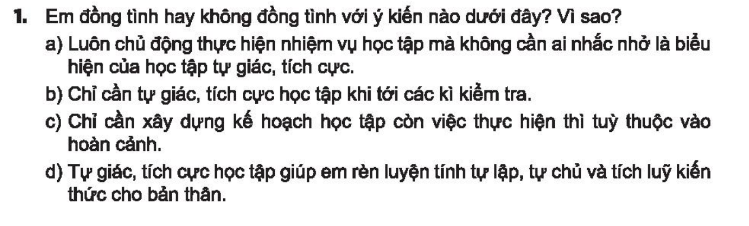 1. Em đồng tình hay không đồng tình với ý kiến nào dưới đây? Vì sao?
a) Luôn chủ động thực hiện nhiệm vụ học tập mà không cần ai nhắc nhở là biểu
hiện của học tập tự giác, tích cực.
b) Chỉ cần tự giác, tích cực học tập khi tới các kì kiểm tra.
c) Chỉ cần xây dựng kế hoạch học tập còn việc thực hiện thì tuỳ thuộc vào
hoàn cảnh.
d) Tự giác, tích cực học tập giúp em rèn luyện tính tự lập, tự chủ và tích luỹ kiến
thức cho bản thân.